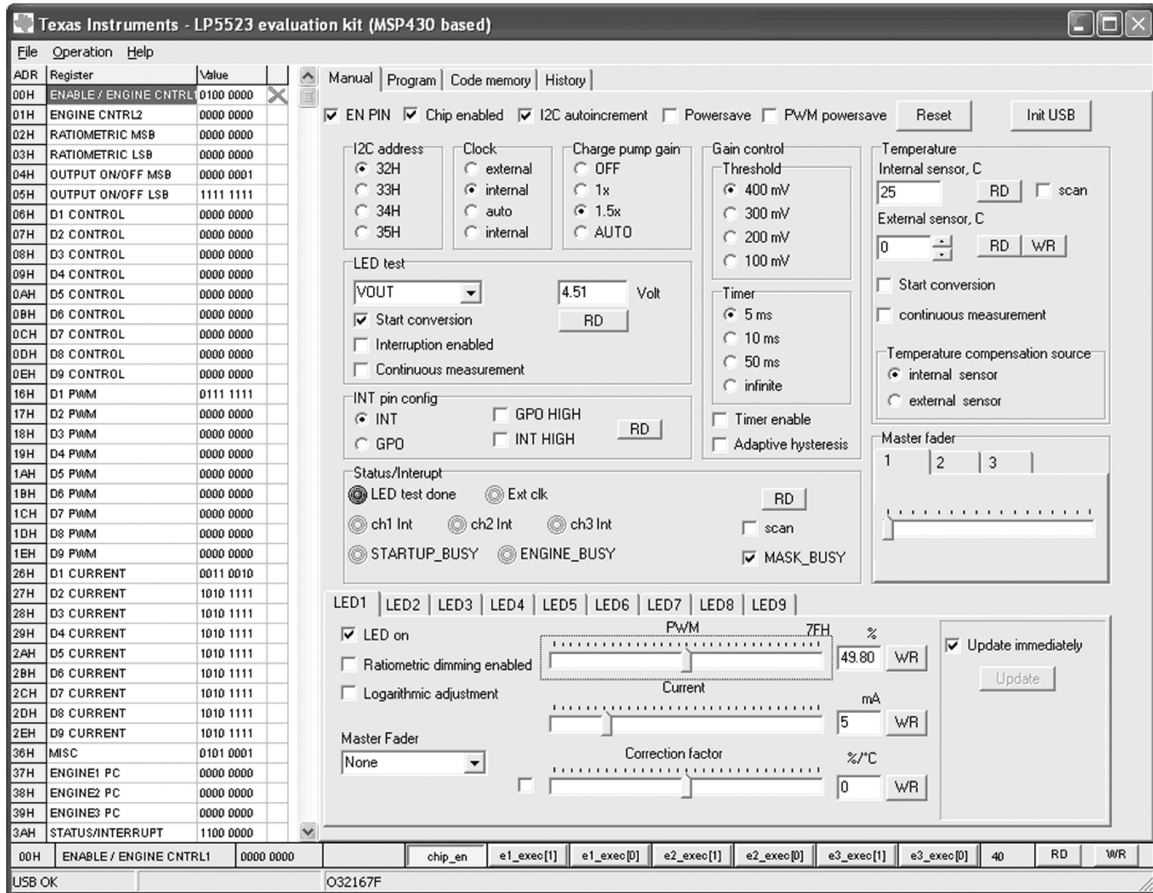 Texas Instruments - LP5523 evaluation kit (MSP430 based)
File Operation Help
ADR Register Value
00H ENABLE / ENGINE CNTRL1 0100 0000
01H ENGINE CNTRL2 0000 0000
02H RATIOMETRIC MSB 0000 0000
03H RATIOMETRIC LSB 0000 0000
04H OUTPUT ON/OFF MSB 0000 0001
05H OUTPUT ON/OFF LSB 1111 1111
06H D1 CONTROL 0000 0000
07H D2 CONTROL 0000 0000
08H D3 CONTROL 0000 0000
09H D4 CONTROL 0000 0000
0AH D5 CONTROL 0000 0000
0BH D6 CONTROL 0000 0000
0CH D7 CONTROL 0000 0000
0DH D8 CONTROL 0000 0000
0EH D9 CONTROL 0000 0000
16H D1 PWM 0111 1111
17H D2 PWM 0000 0000
18H D3 PWM 0000 0000
19H D4 PWM 0000 0000
1AH D5 PWM 0000 0000
1BH D6 PWM 0000 0000
1CH D7 PWM 0000 0000
1DH D8 PWM 0000 0000
1EH D9 PWM 0000 0000
26H D1 CURRENT 0011 0010
27H D2 CURRENT 1010 1111
28H D3 CURRENT 1010 1111
29H D4 CURRENT 1010 1111
2AH D5 CURRENT 1010 1111
2BH D6 CURRENT 1010 1111
2CH D7 CURRENT 1010 1111
2DH D8 CURRENT 1010 1111
2EH D9 CURRENT 1010 1111
36H MISC 0101 0001
37H ENGINE1 PC 0000 0000
38H ENGINE2 PC 0000 0000
39H ENGINE3 PC 0000 0000
3AH STATUS/INTERRUPT 1100 0000
Manual Program Code memory History
EN PIN Chip enabled I2C autoincrement Powersave PWM powersave Reset Init USB
I2C address
32H
33H
34H
35H
Clock
external
internal
auto
internal
Charge pump gain
OFF
1x
1.5x
AUTO
LED test
VOUT 4.51 Volt
Start conversion RD
Interruption enabled
Continuous measurement
INT pin config
INT GPO HIGH
GPO INT HIGH RD
Gain control
Threshold
400 mV
300 mV
200 mV
100 mV
Timer
5 ms
10 ms
50 ms
infinite
Timer enable
Adaptive hysteresis
Temperature
Internal sensor, C
25 RD scan
External sensor, C
0 RD WR
Start conversion
continuous measurement
Temperature compensation source
internal sensor
external sensor
Master fader
1 2 3
Status/Interupt
LED test done Ext clk RD
ch1 Int ch2 Int ch3 Int scan
STARTUP_BUSY ENGINE_BUSY MASK_BUSY
LED1 LED2 LED3 LED4 LED5 LED6 LED7 LED8 LED9
LED on
Ratiometric dimming enabled
Logarithmic adjustment
Master Fader
None
PWM 7FH %
49.80 WR
Current mA
5 WR
Correction factor %/°C
0 WR
Update immediately
Update
00H ENABLE / ENGINE CNTRL1 0000 0000 chip_en e1_exec[1] e1_exec[0] e2_exec[1] e2_exec[0] e3_exec[1] e3_exec[0] 40 RD WR
USB OK O32167F